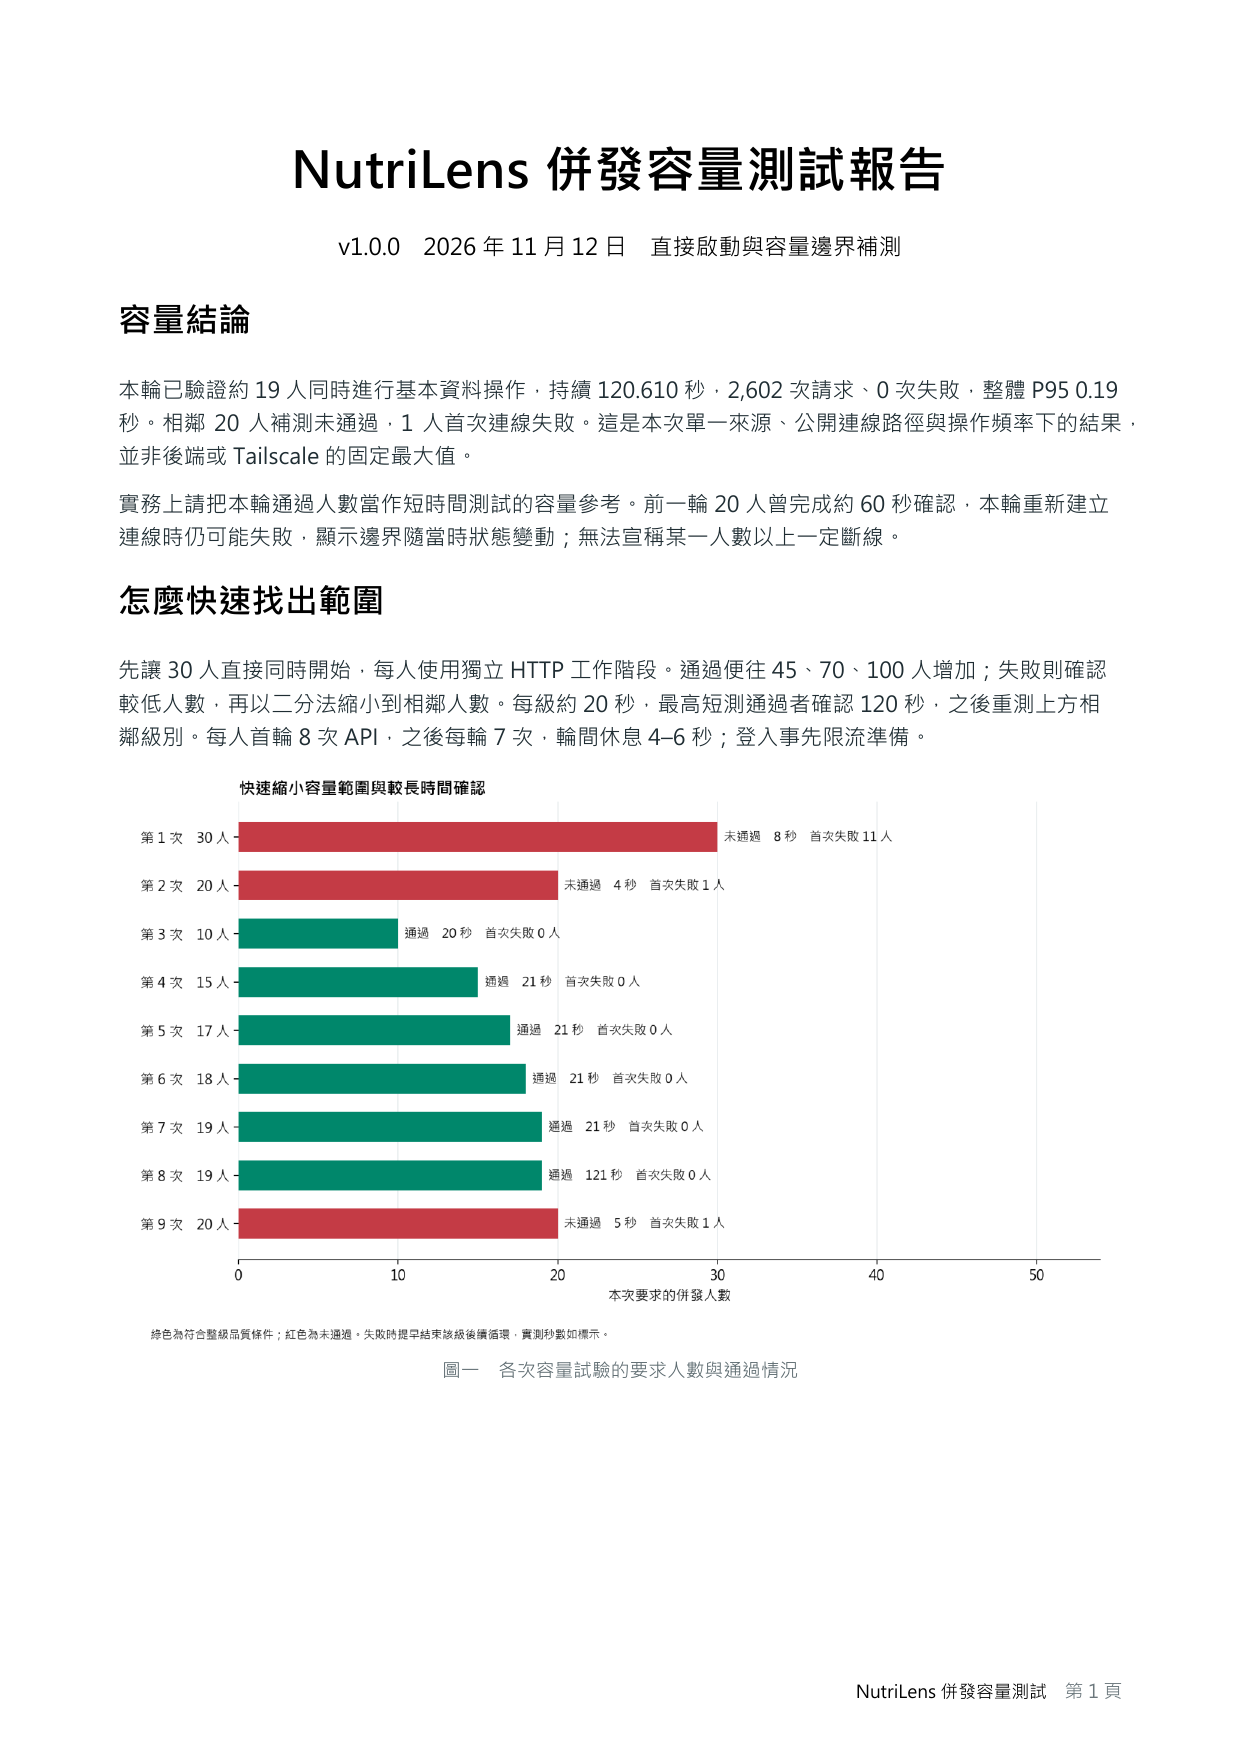 NutriLens 併發容量測試報告
v1.0.0　2026 年 11 月 12 日　直接啟動與容量邊界補測
容量結論
本輪已驗證約 19 人同時進行基本資料操作，持續 120.610 秒，2,602 次請求、0 次失敗，整體 P95 0.19
秒。相鄰 20 人補測未通過，1 人首次連線失敗。這是本次單一來源、公開連線路徑與操作頻率下的結果，
並非後端或 Tailscale 的固定最大值。
實務上請把本輪通過人數當作短時間測試的容量參考。前一輪 20 人曾完成約 60 秒確認，本輪重新建立
連線時仍可能失敗，顯示邊界隨當時狀態變動；無法宣稱某一人數以上一定斷線。
怎麼快速找出範圍
先讓 30 人直接同時開始，每人使用獨立 HTTP 工作階段。通過便往 45、70、100 人增加；失敗則確認
較低人數，再以二分法縮小到相鄰人數。每級約 20 秒，最高短測通過者確認 120 秒，之後重測上方相
鄰級別。每人首輪 8 次 API，之後每輪 7 次，輪間休息 4–6 秒；登入事先限流準備。
快速縮小容量範圍與較長時間確認
第 1 次　30 人　未通過　8 秒　首次失敗 11 人
第 2 次　20 人　未通過　4 秒　首次失敗 1 人
第 3 次　10 人　通過　20 秒　首次失敗 0 人
第 4 次　15 人　通過　21 秒　首次失敗 0 人
第 5 次　17 人　通過　21 秒　首次失敗 0 人
第 6 次　18 人　通過　21 秒　首次失敗 0 人
第 7 次　19 人　通過　21 秒　首次失敗 0 人
第 8 次　19 人　通過　121 秒　首次失敗 0 人
第 9 次　20 人　未通過　5 秒　首次失敗 1 人
0 10 20 30 40 50
本次要求的併發人數
綠色為符合整級品質條件；紅色為未通過。失敗時提早結束該級後續循環，實測秒數如標示。
圖一　各次容量試驗的要求人數與通過情況
NutriLens 併發容量測試　第 1 頁